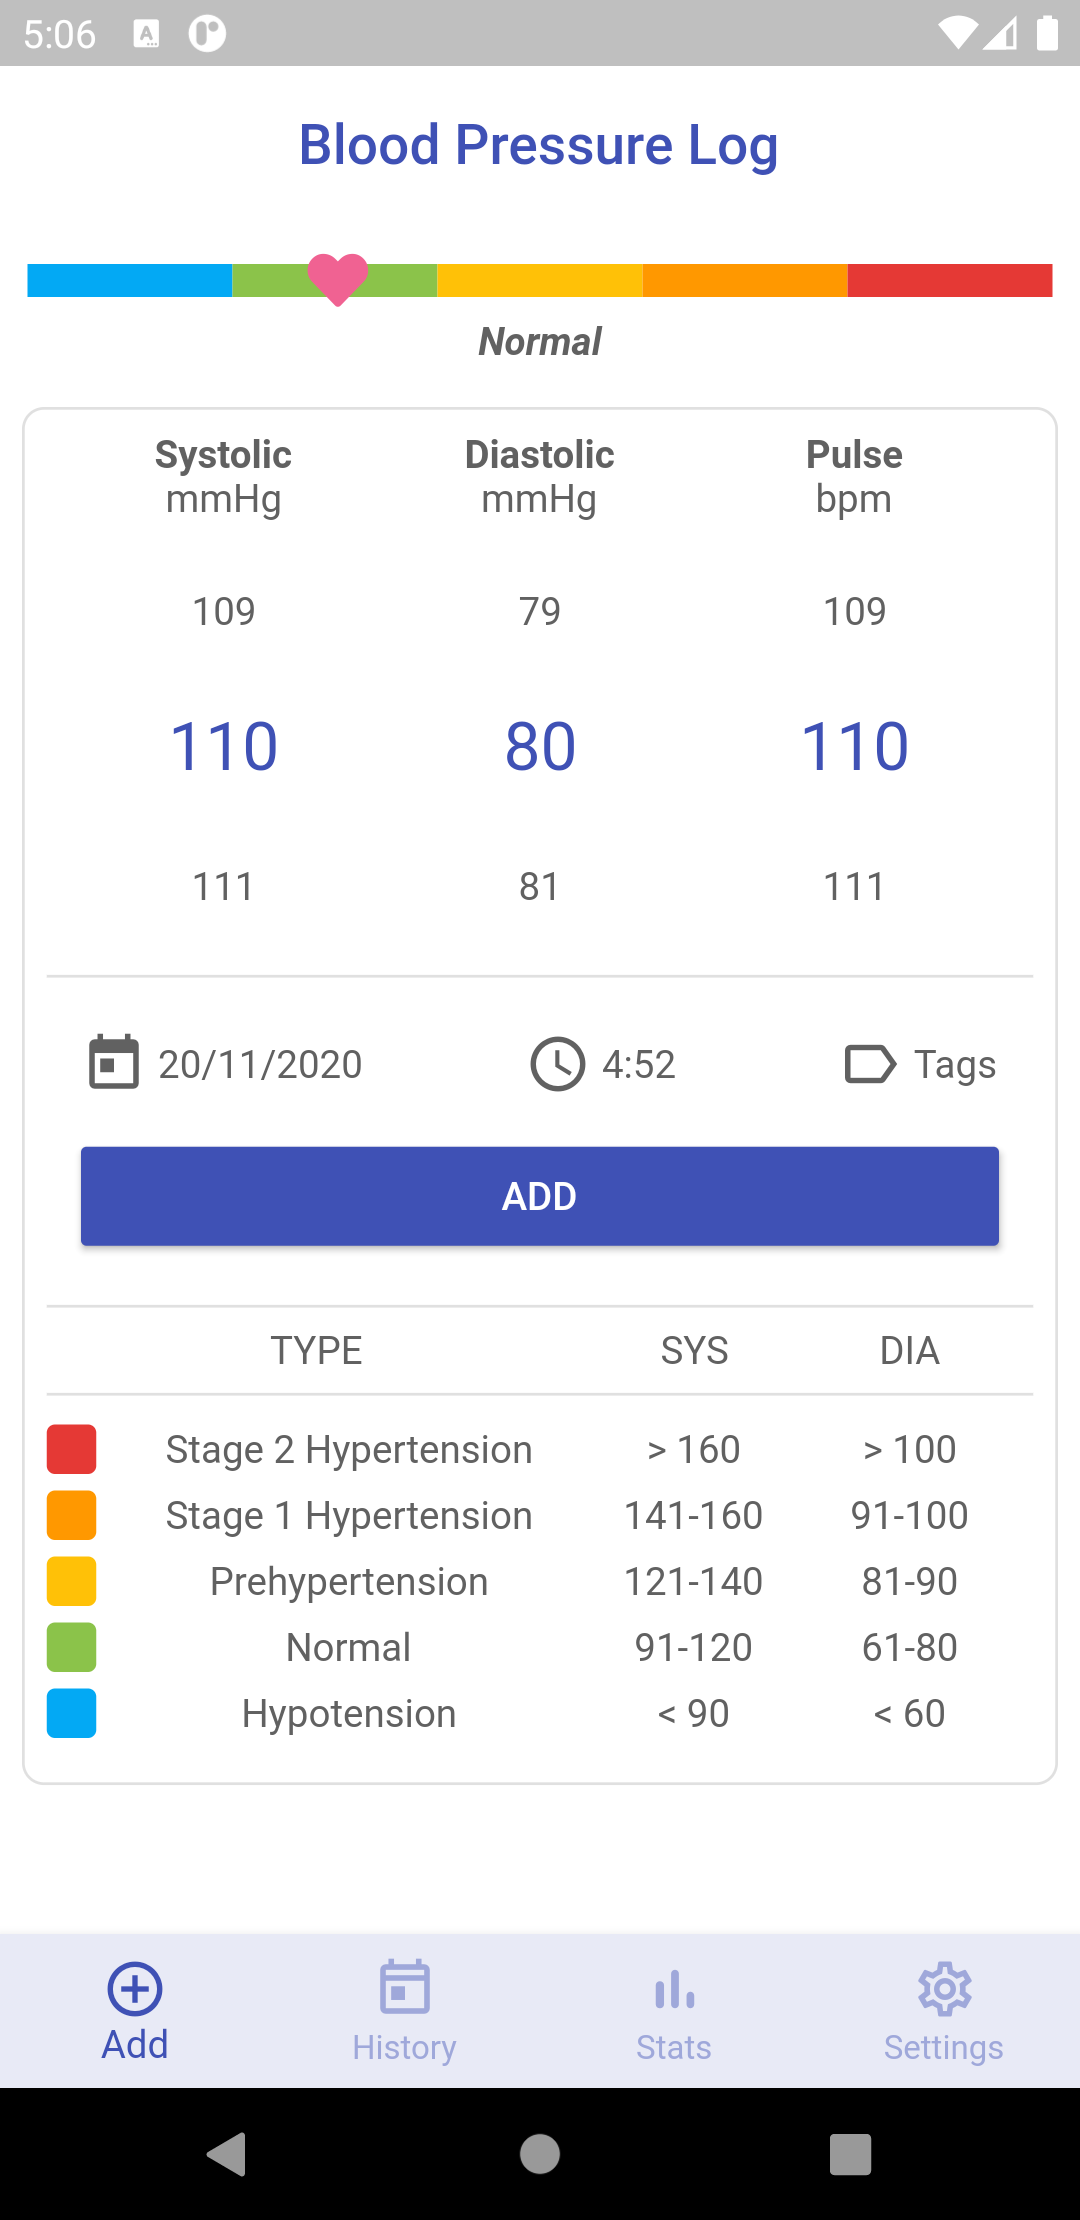 5:06
Blood Pressure Log
Normal
Systolic Diastolic Pulse
mmHg mmHg bpm
109 79 109
110 80 110
111 81 111
20/11/2020 4:52 Tags
ADD
TYPE SYS DIA
Stage 2 Hypertension > 160 > 100
Stage 1 Hypertension 141-160 91-100
Prehypertension 121-140 81-90
Normal 91-120 61-80
Hypotension < 90 < 60
Add History Stats Settings